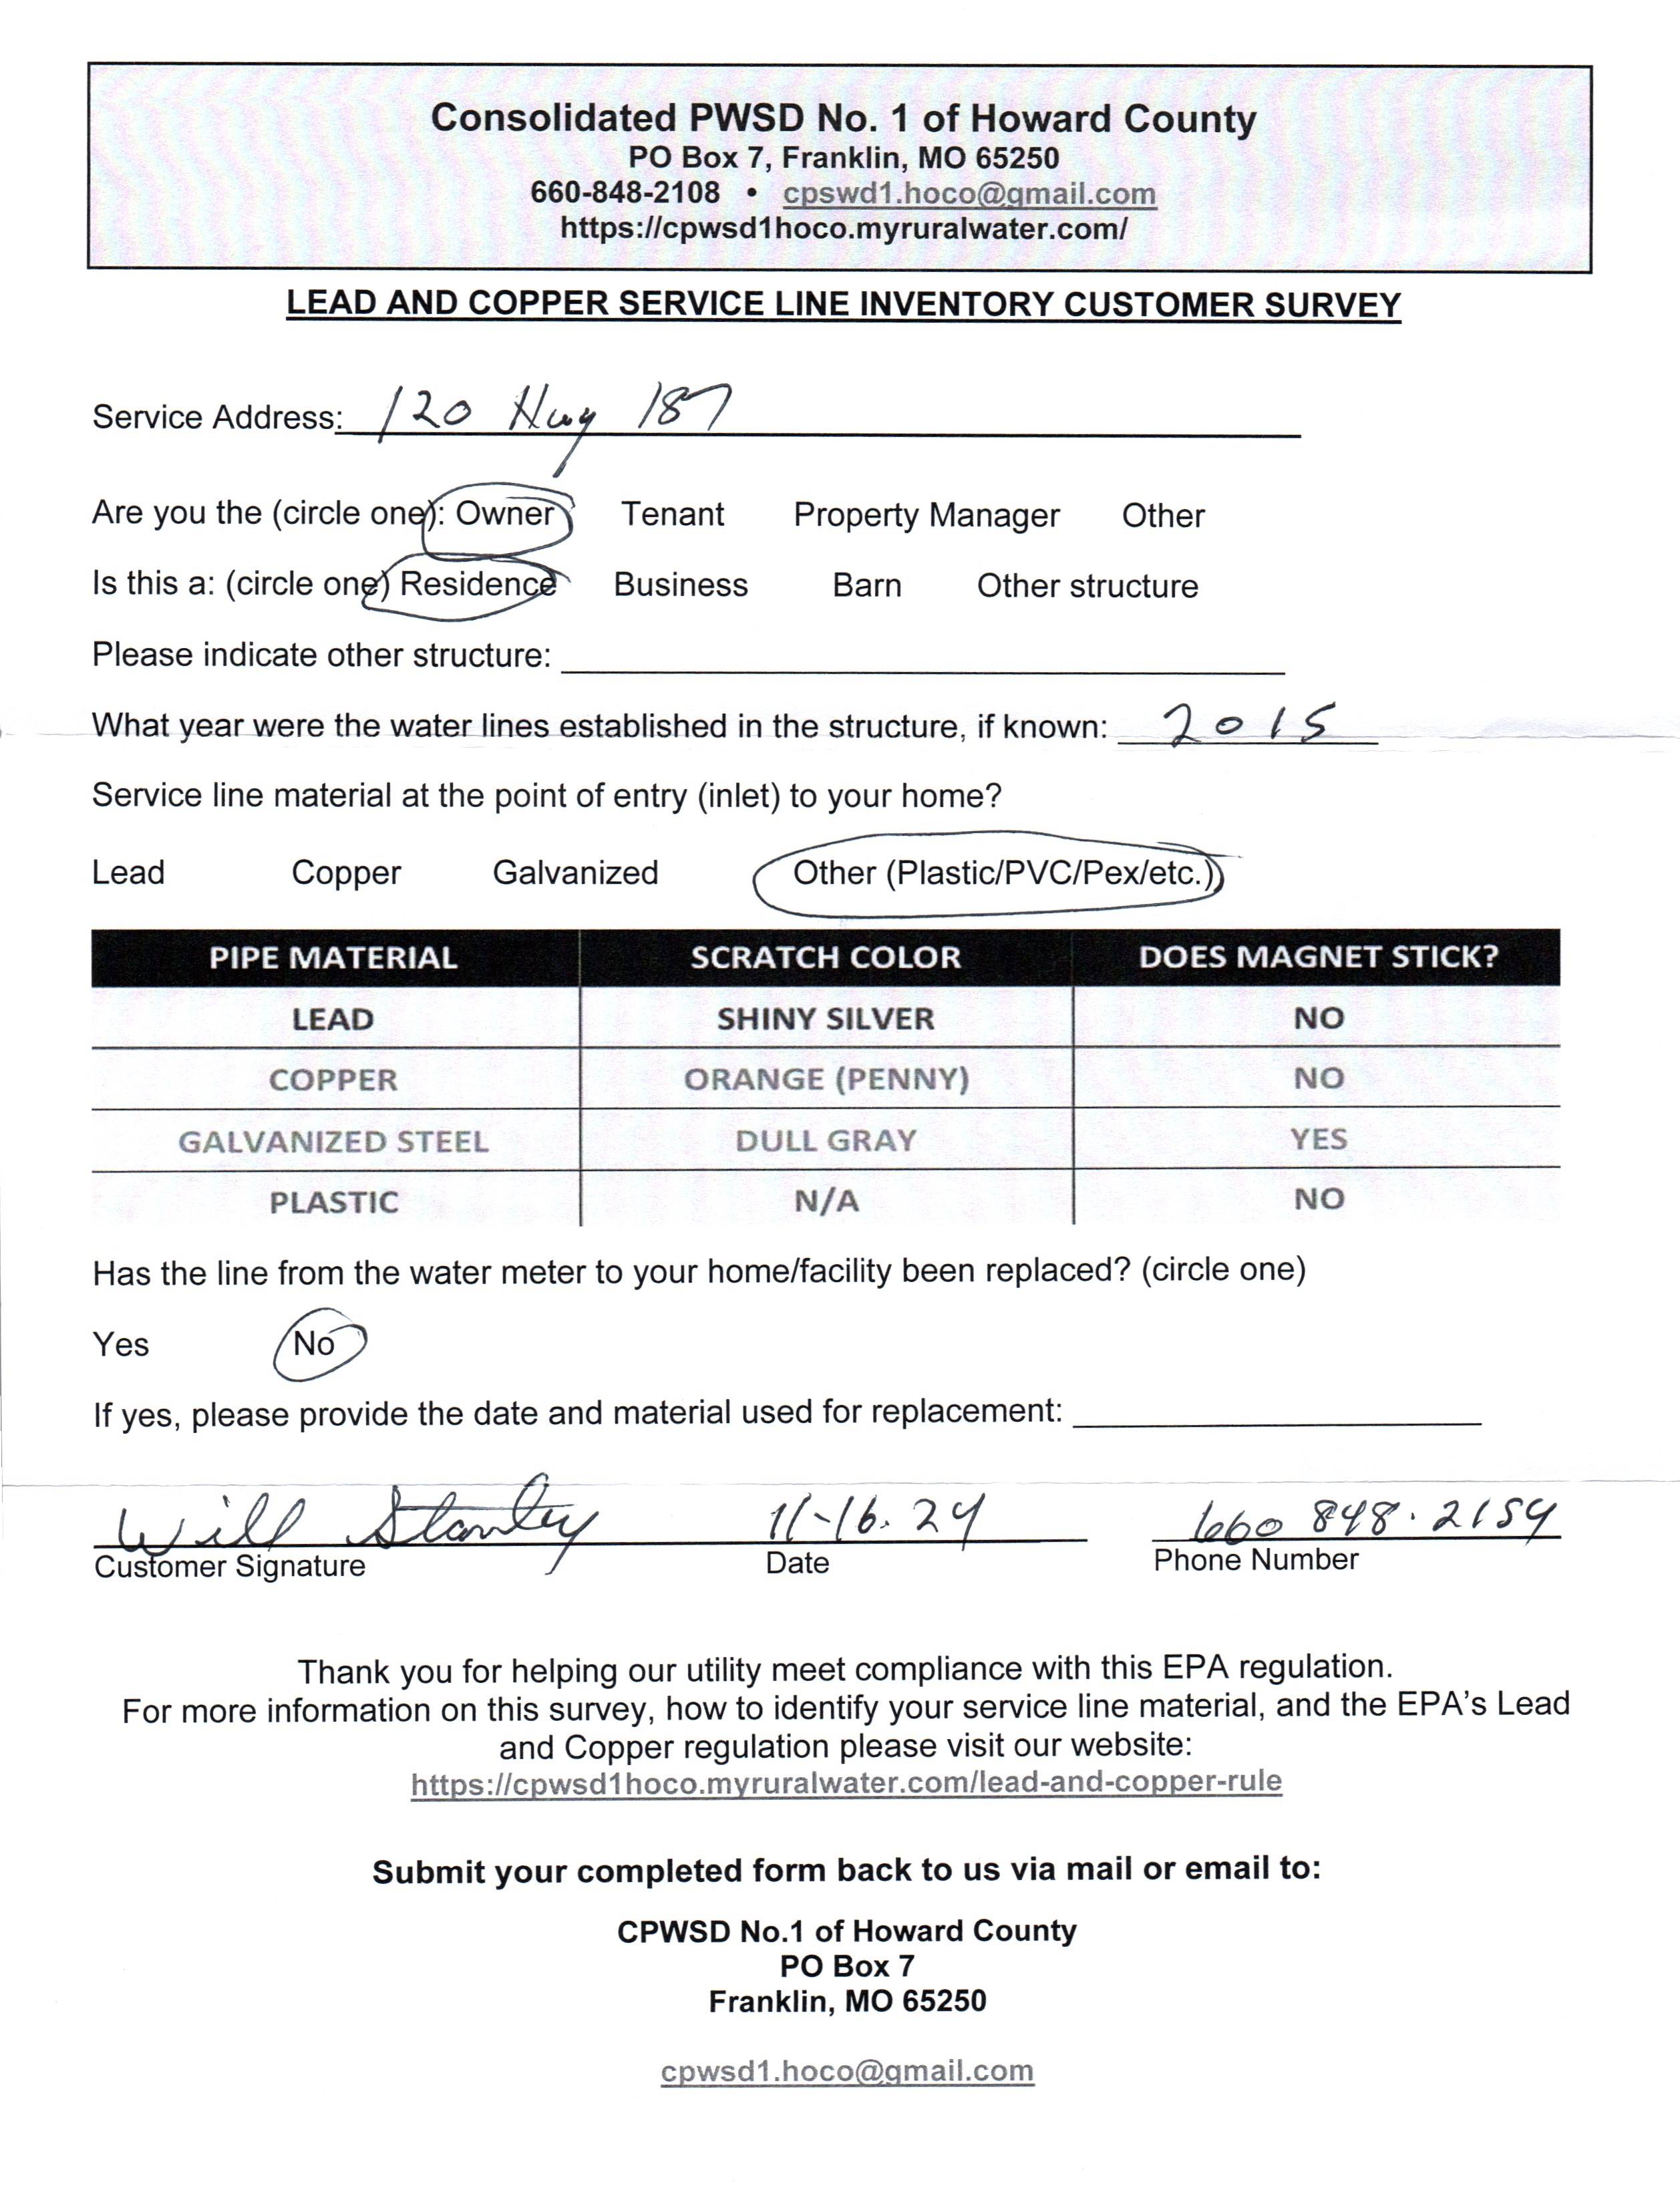 Consolidated PWSD No. 1 of Howard County
PO Box 7, Franklin, MO 65250
660-848-2108 • cpswd1.hoco@gmail.com
https://cpwsd1hoco.myruralwater.com/
LEAD AND COPPER SERVICE LINE INVENTORY CUSTOMER SURVEY
Service Address: 120 Hwy 187
Are you the (circle one): Owner Tenant Property Manager Other
Is this a: (circle one) Residence Business Barn Other structure
Please indicate other structure:
What year were the water lines established in the structure, if known: 2015
Service line material at the point of entry (inlet) to your home?
Lead Copper Galvanized Other (Plastic/PVC/Pex/etc.)
PIPE MATERIAL SCRATCH COLOR DOES MAGNET STICK?
LEAD SHINY SILVER NO
COPPER ORANGE (PENNY) NO
GALVANIZED STEEL DULL GRAY YES
PLASTIC N/A NO
Has the line from the water meter to your home/facility been replaced? (circle one)
Yes No
If yes, please provide the date and material used for replacement:
Will Stanley 11-16.24 660 848.2154
Customer Signature Date Phone Number
Thank you for helping our utility meet compliance with this EPA regulation.
For more information on this survey, how to identify your service line material, and the EPA’s Lead
and Copper regulation please visit our website:
https://cpwsd1hoco.myruralwater.com/lead-and-copper-rule
Submit your completed form back to us via mail or email to:
CPWSD No.1 of Howard County
PO Box 7
Franklin, MO 65250
cpwsd1.hoco@gmail.com